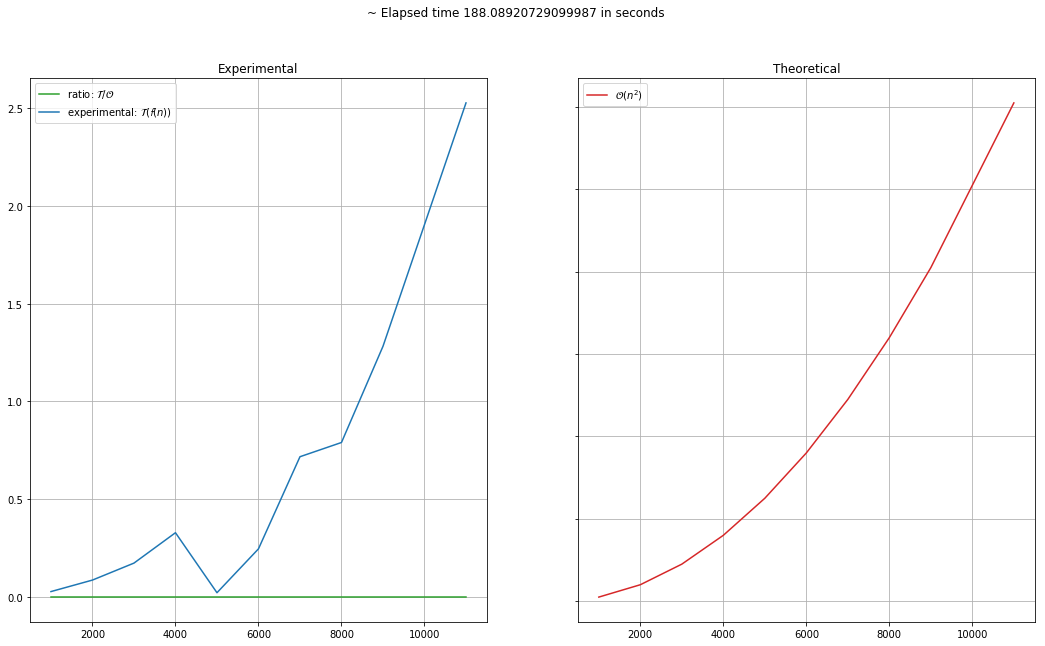 ~ Elapsed time 188.08920729099987 in seconds
Experimental
ratio: 𝒯/𝒪
experimental: 𝒯(f(n))
2.5
2.0
1.5
1.0
0.5
0.0
2000 4000 6000 8000 10000
Theoretical
𝒪(n²)
2000 4000 6000 8000 10000